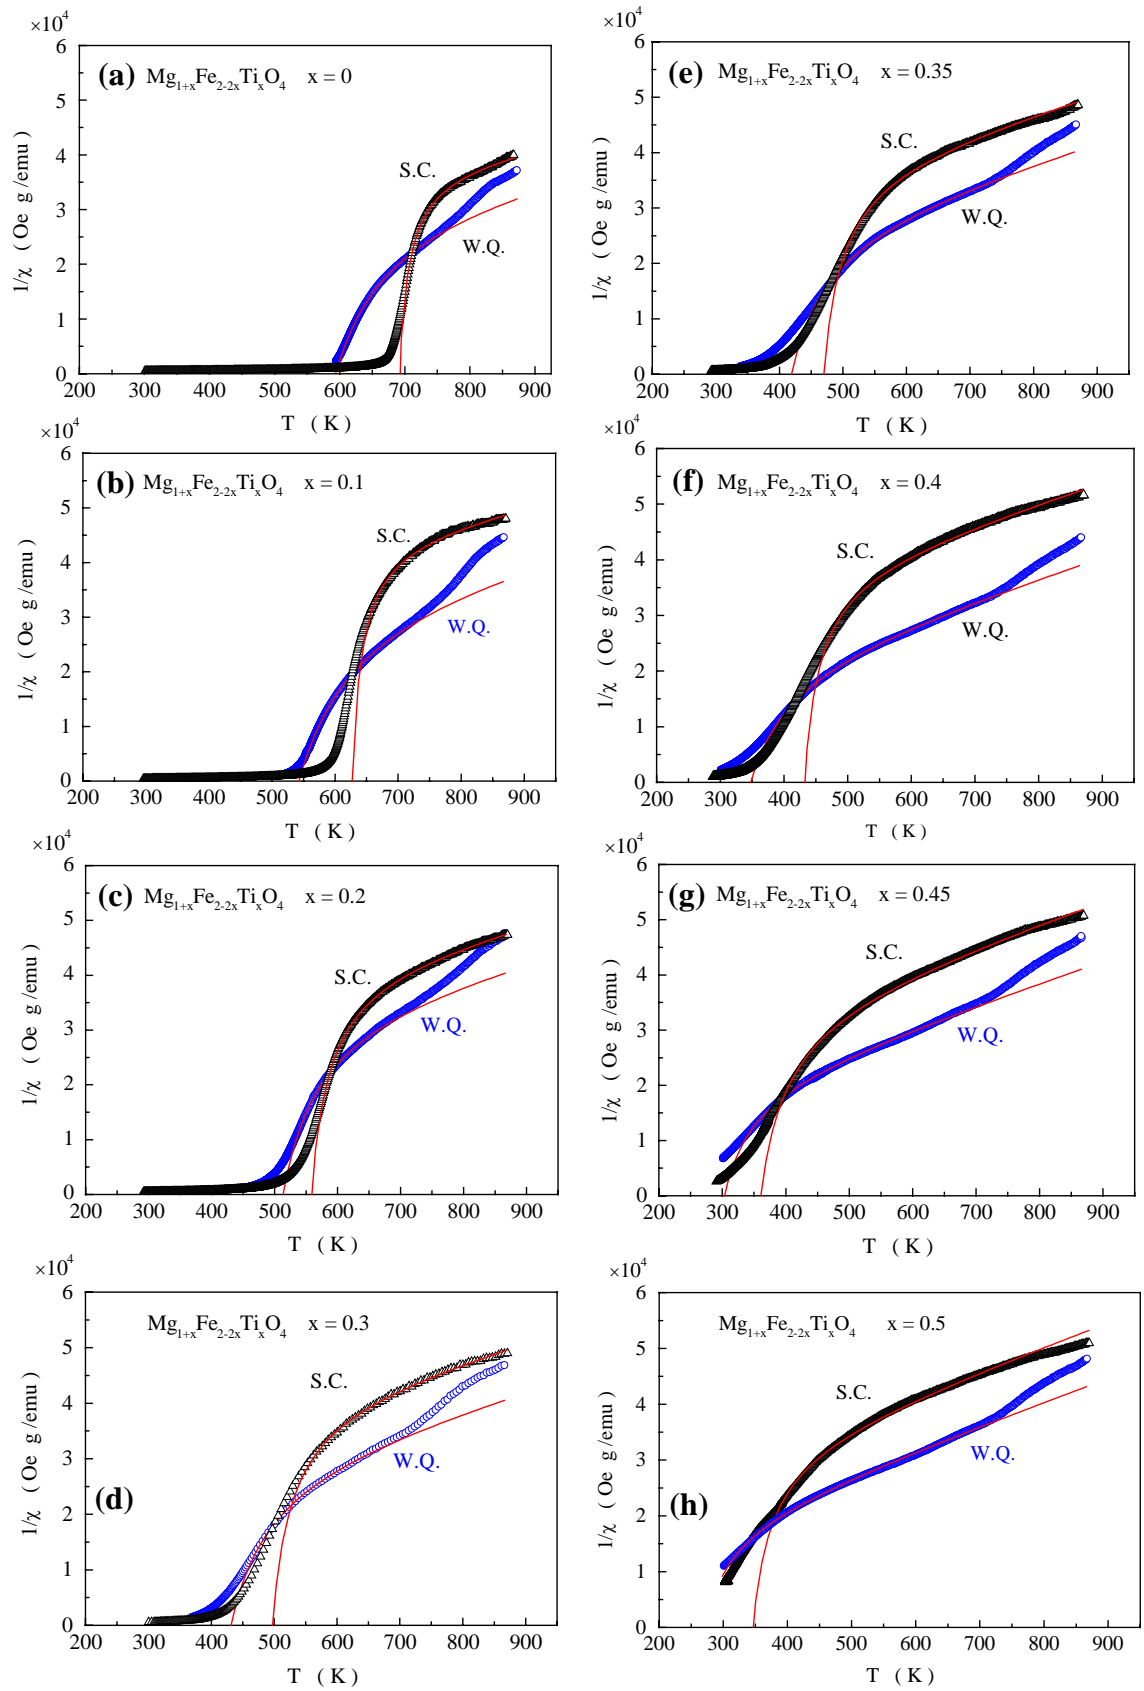 ×10⁴
(a) Mg₁₊ₓFe₂₋₂ₓTiₓO₄ x = 0
S.C.
W.Q.
1/χ ( Oe g /emu )
0 1 2 3 4 5 6
200 300 400 500 600 700 800 900
T ( K )
×10⁴
(b) Mg₁₊ₓFe₂₋₂ₓTiₓO₄ x = 0.1
S.C.
W.Q.
1/χ ( Oe g /emu )
0 1 2 3 4 5 6
200 300 400 500 600 700 800 900
T ( K )
×10⁴
(c) Mg₁₊ₓFe₂₋₂ₓTiₓO₄ x = 0.2
S.C.
W.Q.
1/χ ( Oe g /emu )
0 1 2 3 4 5 6
200 300 400 500 600 700 800 900
T ( K )
×10⁴
Mg₁₊ₓFe₂₋₂ₓTiₓO₄ x = 0.3
S.C.
W.Q.
(d)
1/χ ( Oe g /emu )
0 1 2 3 4 5 6
200 300 400 500 600 700 800 900
T ( K )
×10⁴
(e) Mg₁₊ₓFe₂₋₂ₓTiₓO₄ x = 0.35
S.C.
W.Q.
1/χ ( Oe g /emu )
0 1 2 3 4 5 6
200 300 400 500 600 700 800 900
T ( K )
×10⁴
(f) Mg₁₊ₓFe₂₋₂ₓTiₓO₄ x = 0.4
S.C.
W.Q.
1/χ ( Oe g /emu )
0 1 2 3 4 5 6
200 300 400 500 600 700 800 900
T ( K )
×10⁴
(g) Mg₁₊ₓFe₂₋₂ₓTiₓO₄ x = 0.45
S.C.
W.Q.
1/χ ( Oe g /emu )
0 1 2 3 4 5 6
200 300 400 500 600 700 800 900
T ( K )
×10⁴
Mg₁₊ₓFe₂₋₂ₓTiₓO₄ x = 0.5
S.C.
W.Q.
(h)
1/χ ( Oe g /emu )
0 1 2 3 4 5 6
200 300 400 500 600 700 800 900
T ( K )